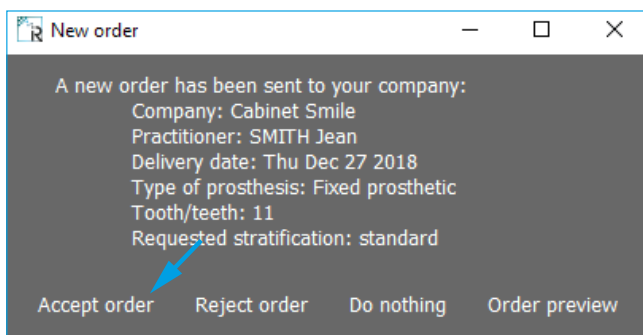 New order
A new order has been sent to your company:
Company: Cabinet Smile
Practitioner: SMITH Jean
Delivery date: Thu Dec 27 2018
Type of prosthesis: Fixed prosthetic
Tooth/teeth: 11
Requested stratification: standard
Accept order Reject order Do nothing Order preview